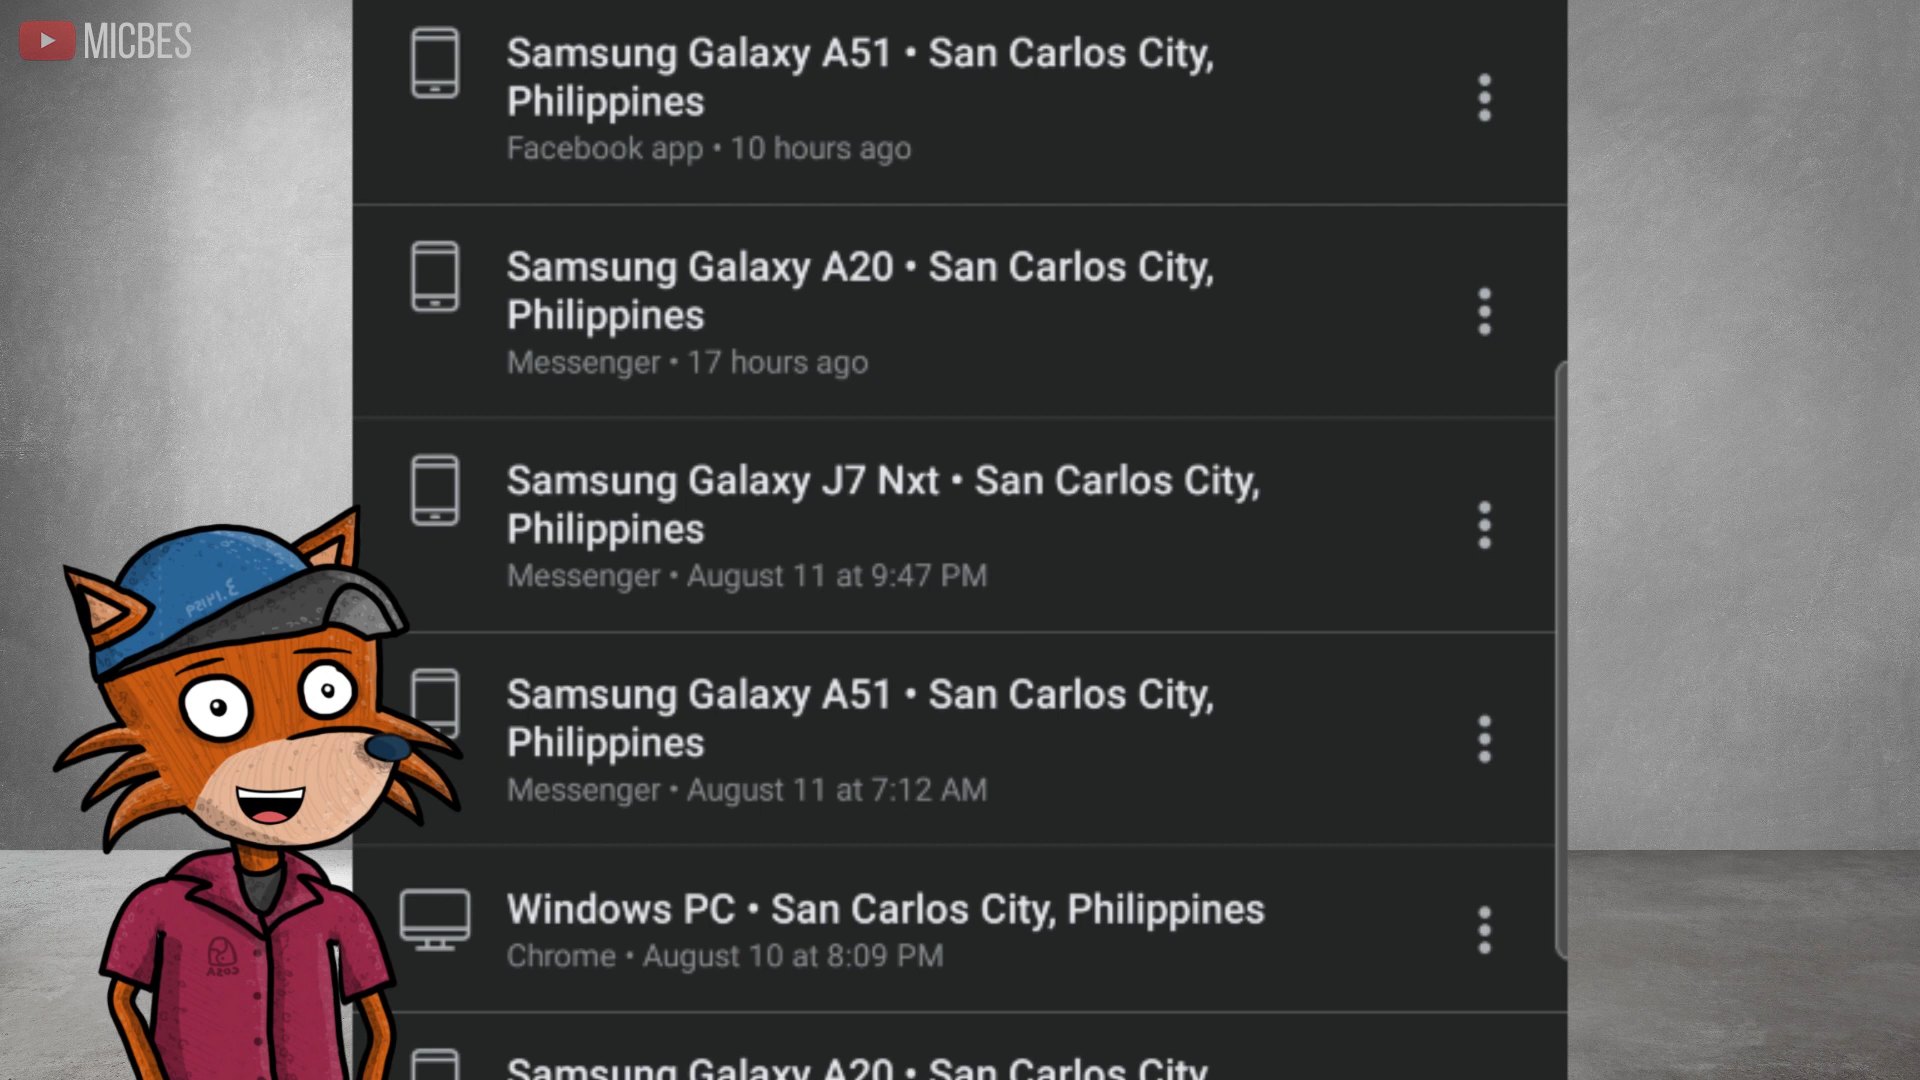 MICBES
Samsung Galaxy A51 • San Carlos City,
Philippines
Facebook app • 10 hours ago
Samsung Galaxy A20 • San Carlos City,
Philippines
Messenger • 17 hours ago
Samsung Galaxy J7 Nxt • San Carlos City,
Philippines
Messenger • August 11 at 9:47 PM
Samsung Galaxy A51 • San Carlos City,
Philippines
Messenger • August 11 at 7:12 AM
Windows PC • San Carlos City, Philippines
Chrome • August 10 at 8:09 PM
Samsung Galaxy A20 • San Carlos City,